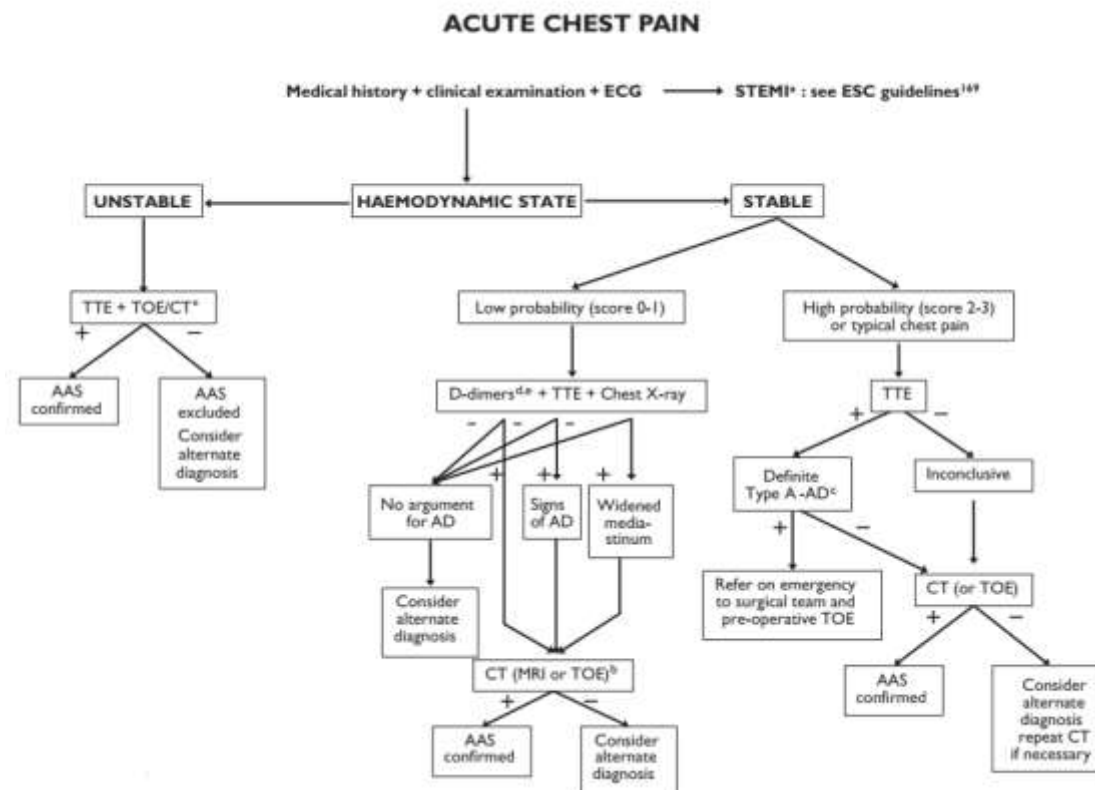 ACUTE CHEST PAIN
Medical history + clinical examination + ECG
STEMIᵃ : see ESC guidelines¹⁶⁹
UNSTABLE
HAEMODYNAMIC STATE
STABLE
TTE + TOE/CTᵃ
+
−
AAS
confirmed
AAS
excluded
Consider
alternate
diagnosis
Low probability (score 0-1)
D-dimersᵈ,ᵉ + TTE + Chest X-ray
-
-
-
+
+
+
No argument
for AD
Signs
of AD
Widened
media-
stinum
Consider
alternate
diagnosis
CT (MRI or TOE)ᵇ
+
−
AAS
confirmed
Consider
alternate
diagnosis
High probability (score 2-3)
or typical chest pain
TTE
+
−
Definite
Type A -ADᶜ
Inconclusive
+
−
Refer on emergency
to surgical team and
pre-operative TOE
CT (or TOE)
+
−
AAS
confirmed
Consider
alternate
diagnosis
repeat CT
if necessary